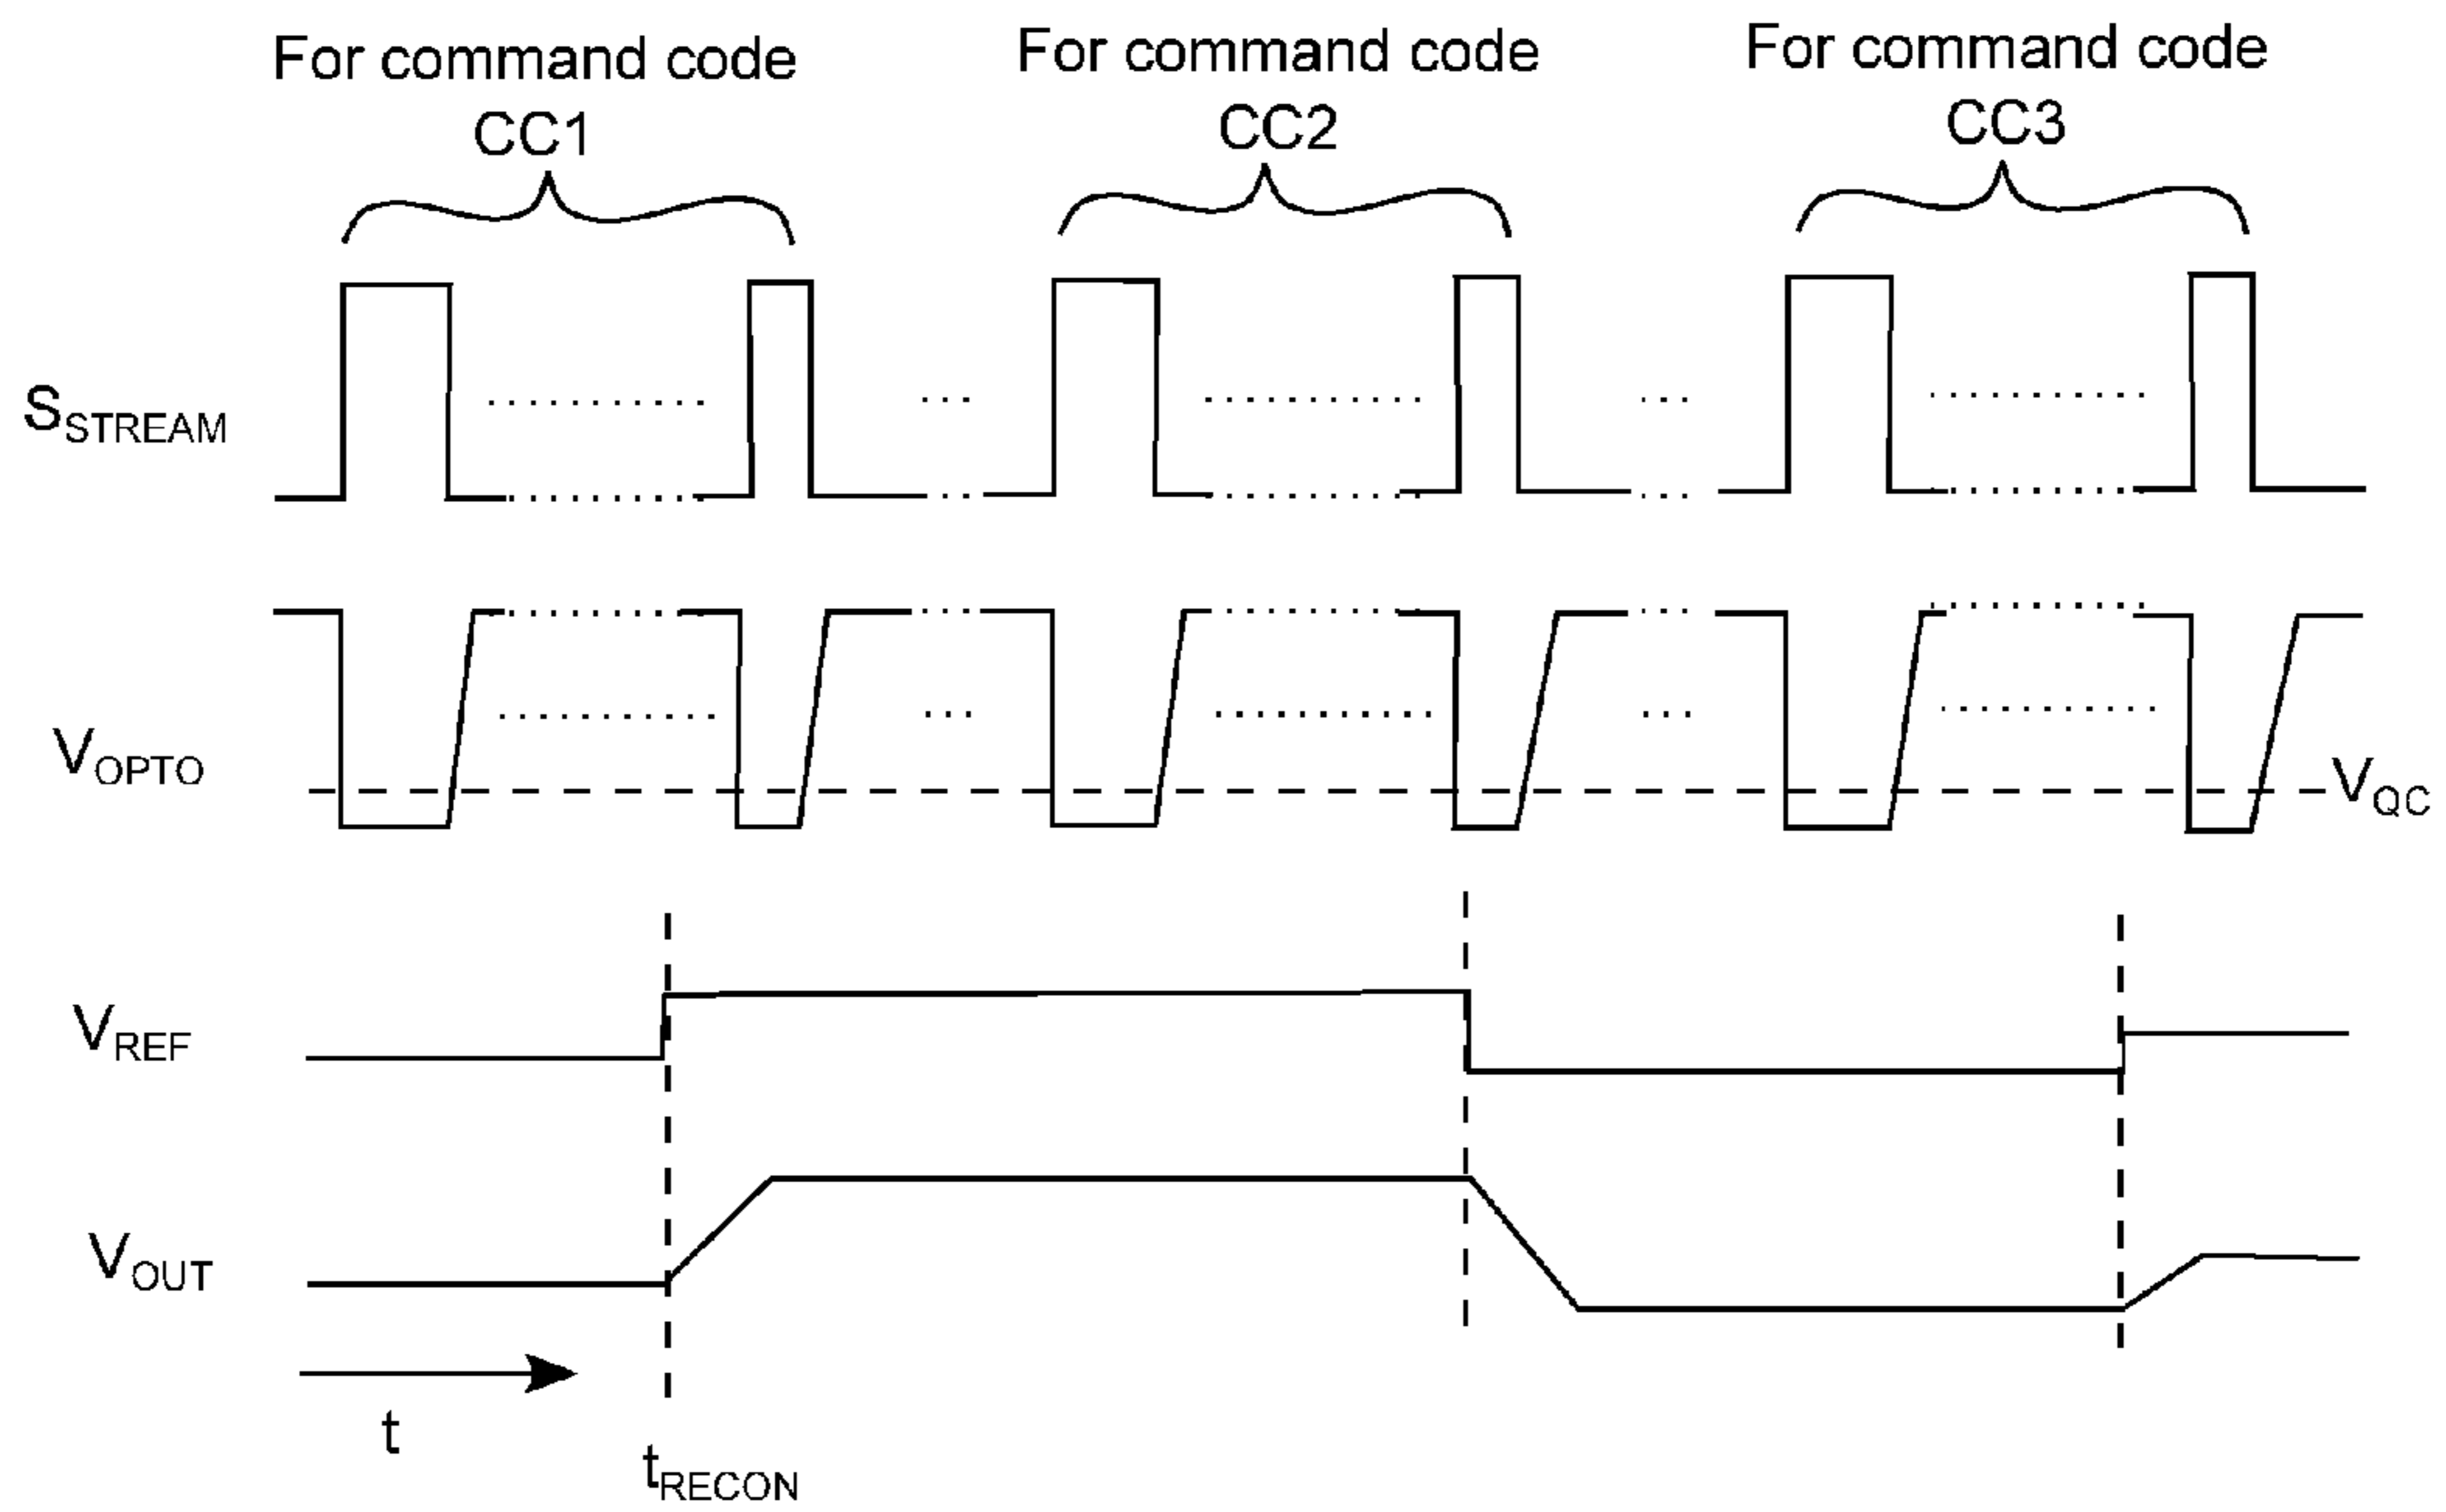 For command code
CC1
For command code
CC2
For command code
CC3
SSTREAM
VOPTO
VQC
VREF
VOUT
t
tRECON